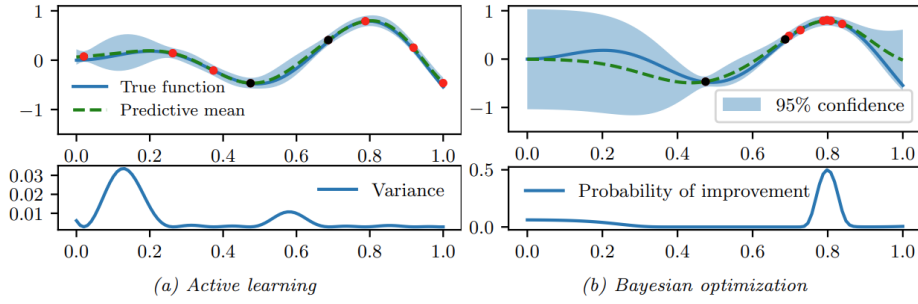 1
0
−1
True function
Predictive mean
0.0 0.2 0.4 0.6 0.8 1.0
0.03
0.02
0.01
Variance
0.0 0.2 0.4 0.6 0.8 1.0
(a) Active learning
1
0
−1
95% confidence
0.0 0.2 0.4 0.6 0.8 1.0
0.5
0.0
Probability of improvement
0.0 0.2 0.4 0.6 0.8 1.0
(b) Bayesian optimization